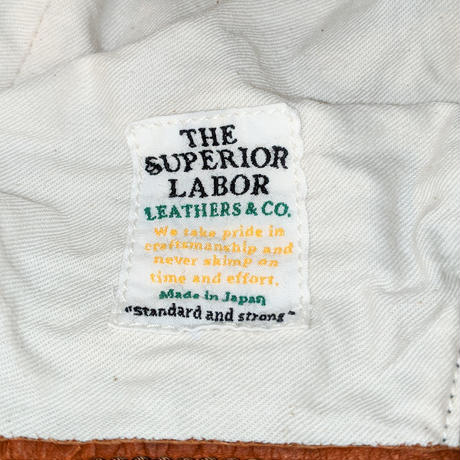 THE
SUPERIOR
LABOR
LEATHERS & CO.
We take pride in
craftsmanship and
never skimp on
time and effort.
Made in Japan
"Standard and strong"